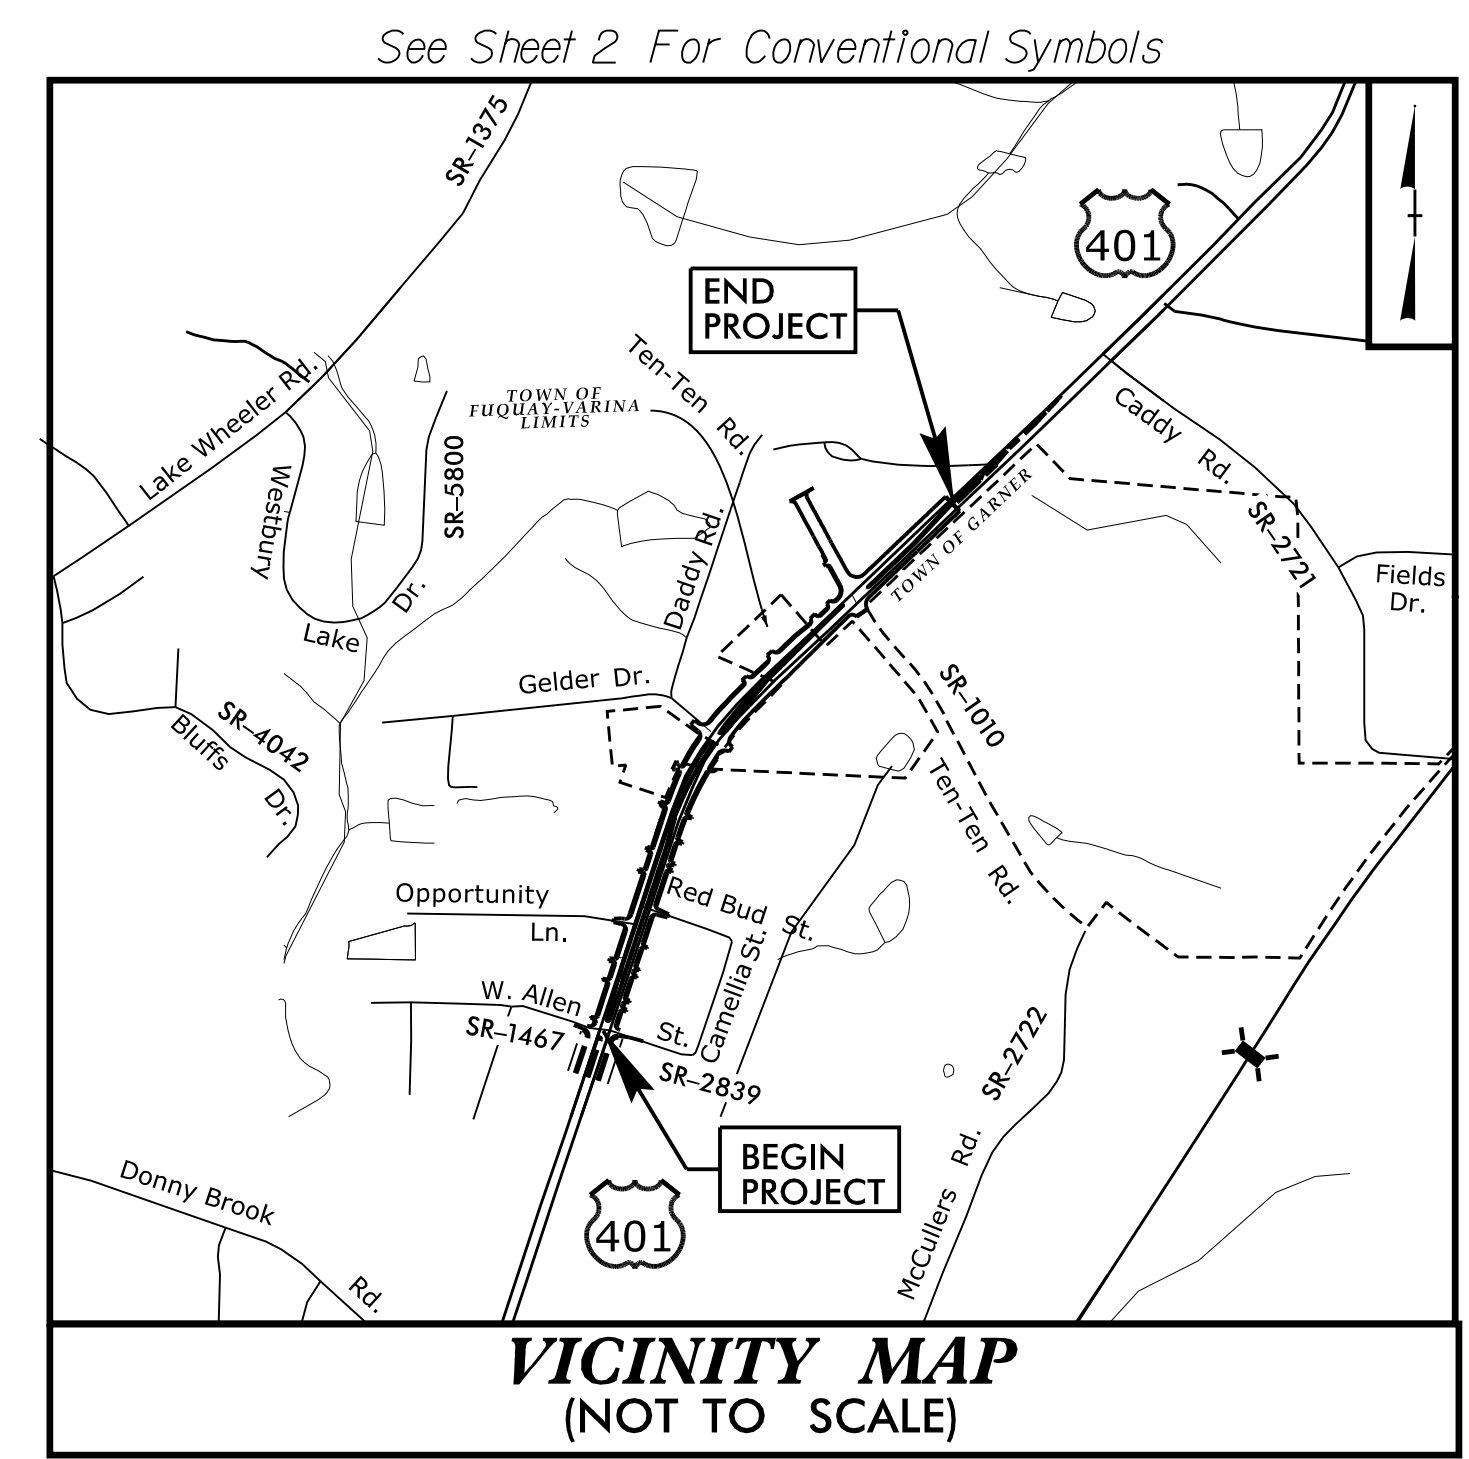 See Sheet 2 For Conventional Symbols
SR-1375
401
END
PROJECT
Ten-Ten Rd.
TOWN OF
FUQUAY-VARINA
LIMITS
Lake Wheeler Rd.
Caddy Rd.
SR-5800
Westbury
Lake
Dr.
Daddy Rd.
TOWN OF GARNER
SR-2721
Fields
Dr.
Gelder Dr.
SR-1010
SR-4042
Bluffs
Dr.
Ten-Ten Rd.
Opportunity
Ln.
Red Bud St.
Camellia St.
W. Allen
St.
SR-1467
SR-2839
SR-2722
McCullers Rd.
BEGIN
PROJECT
401
Donny Brook
Rd.
VICINITY MAP
(NOT TO SCALE)